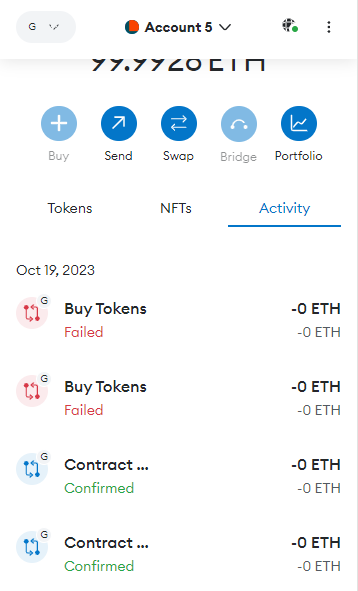 G
Account 5
99.9926 ETH
Buy
Send
Swap
Bridge
Portfolio
Tokens
NFTs
Activity
Oct 19, 2023
G
Buy Tokens
-0 ETH
Failed
-0 ETH
G
Buy Tokens
-0 ETH
Failed
-0 ETH
G
Contract ...
-0 ETH
Confirmed
-0 ETH
G
Contract ...
-0 ETH
Confirmed
-0 ETH